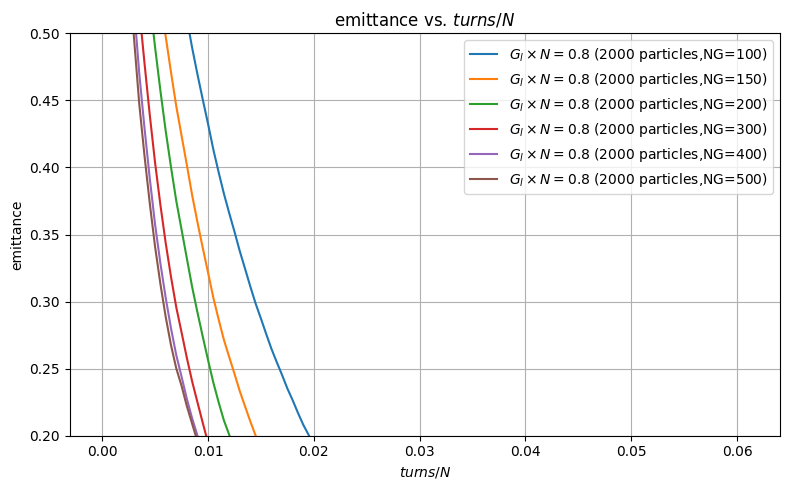 emittance vs. turns/N
G_l × N = 0.8 (2000 particles,NG=100)
G_l × N = 0.8 (2000 particles,NG=150)
G_l × N = 0.8 (2000 particles,NG=200)
G_l × N = 0.8 (2000 particles,NG=300)
G_l × N = 0.8 (2000 particles,NG=400)
G_l × N = 0.8 (2000 particles,NG=500)
emittance
0.50
0.45
0.40
0.35
0.30
0.25
0.20
0.00 0.01 0.02 0.03 0.04 0.05 0.06
turns/N